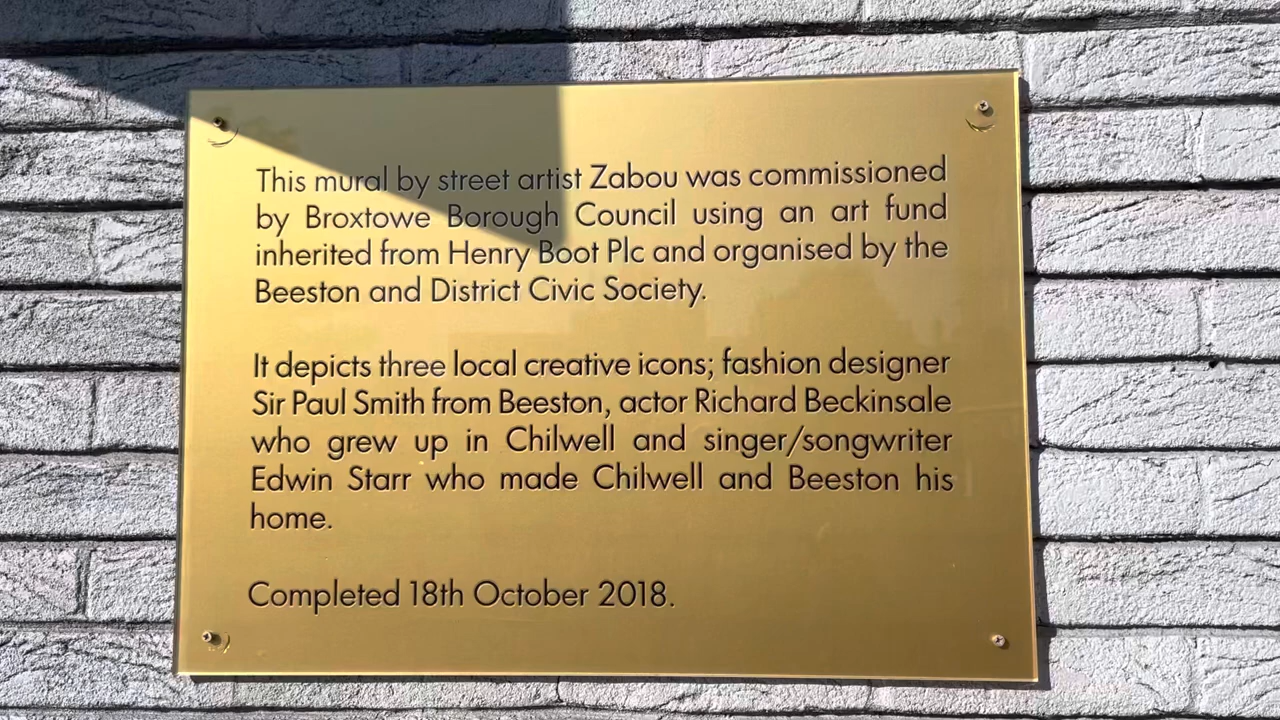 This mural by street artist Zabou was commissioned
by Broxtowe Borough Council using an art fund
inherited from Henry Boot Plc and organised by the
Beeston and District Civic Society.
It depicts three local creative icons; fashion designer
Sir Paul Smith from Beeston, actor Richard Beckinsale
who grew up in Chilwell and singer/songwriter
Edwin Starr who made Chilwell and Beeston his
home.
Completed 18th October 2018.